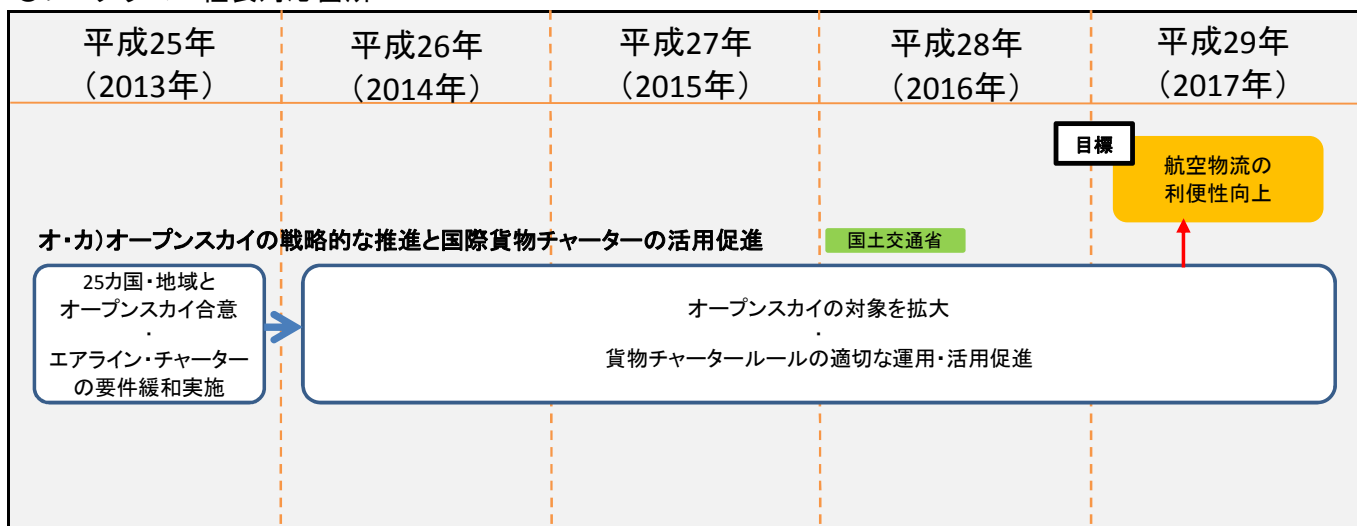 平成25年
(2013年)
平成26年
(2014年)
平成27年
(2015年)
平成28年
(2016年)
平成29年
(2017年)
目標
航空物流の
利便性向上
オ・カ)オープンスカイの戦略的な推進と国際貨物チャーターの活用促進
国土交通省
25カ国・地域と
オープンスカイ合意
・
エアライン・チャーター
の要件緩和実施
オープンスカイの対象を拡大
・
貨物チャータールールの適切な運用・活用促進